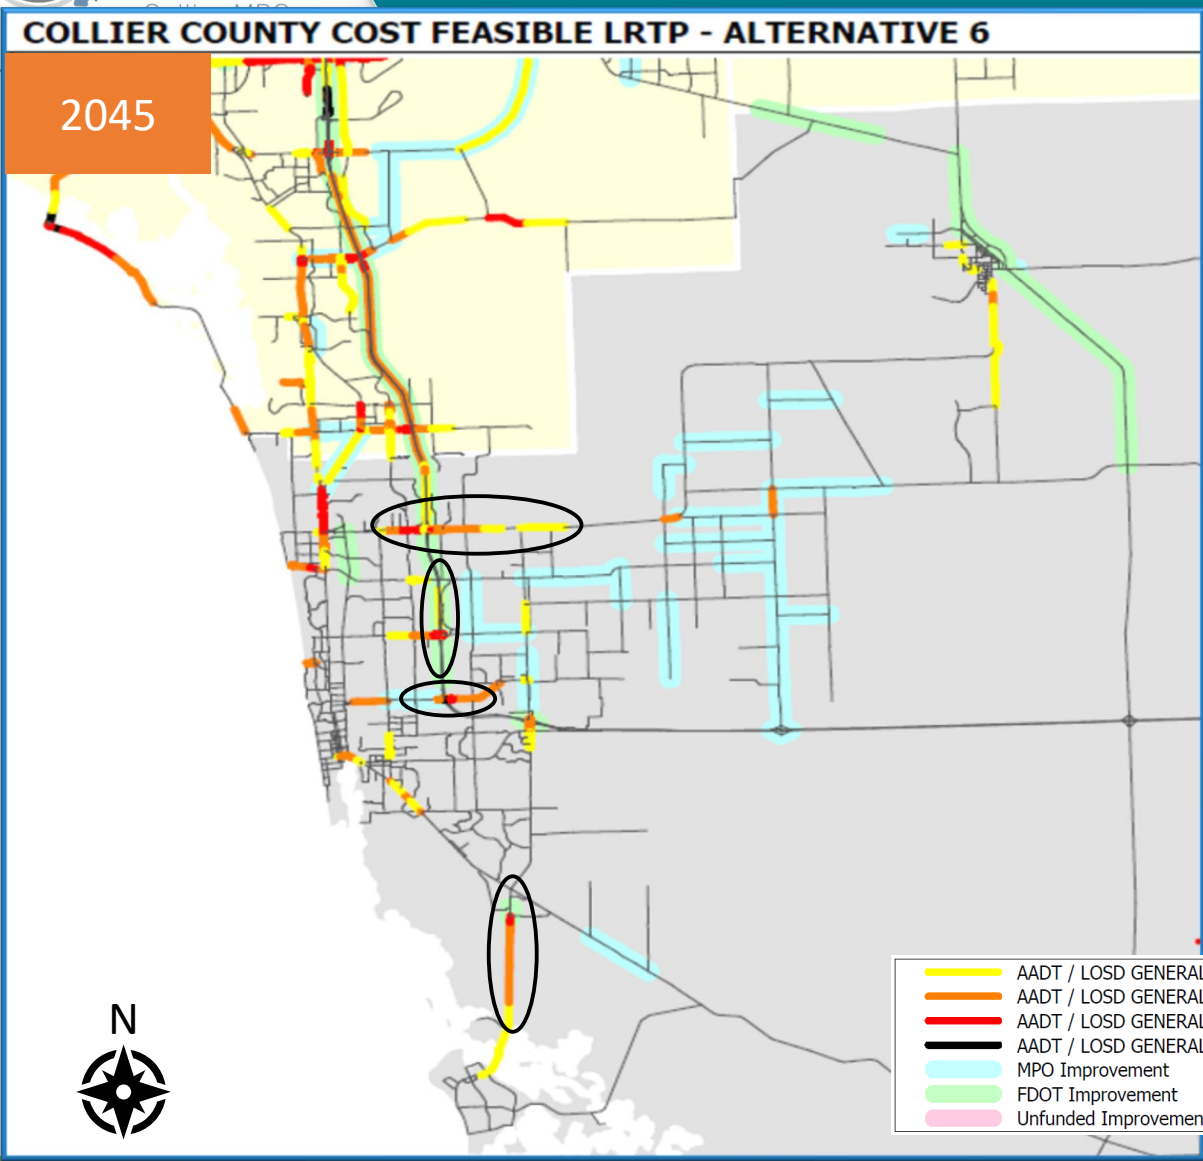 COLLIER COUNTY COST FEASIBLE LRTP - ALTERNATIVE 6
2045
N
AADT / LOSD GENERAL
AADT / LOSD GENERAL
AADT / LOSD GENERAL
AADT / LOSD GENERAL
MPO Improvement
FDOT Improvement
Unfunded Improvemen